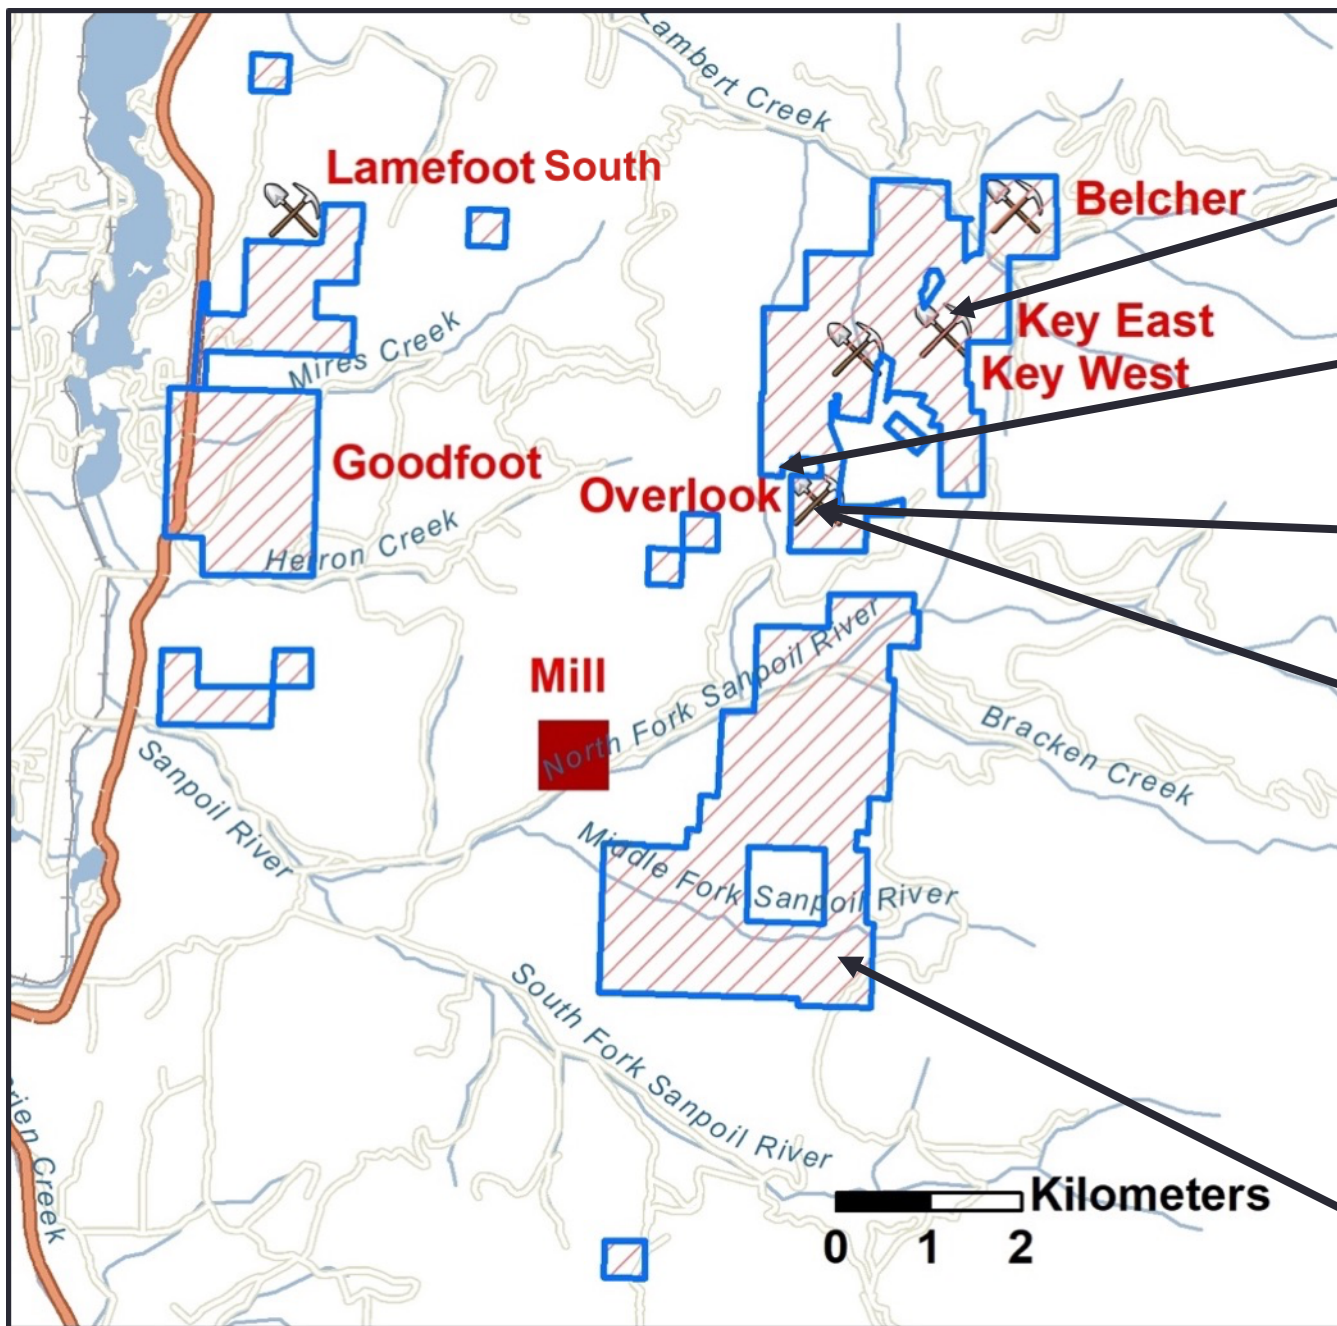 Lambert Creek
Lamefoot South
Belcher
Key East
Mires Creek
Key West
Goodfoot
Overlook
Herron Creek
Mill
North Fork Sanpoil River
Bracken Creek
Sanpoil River
Middle Fork Sanpoil River
South Fork Sanpoil River
Creek
Kilometers
0 1 2